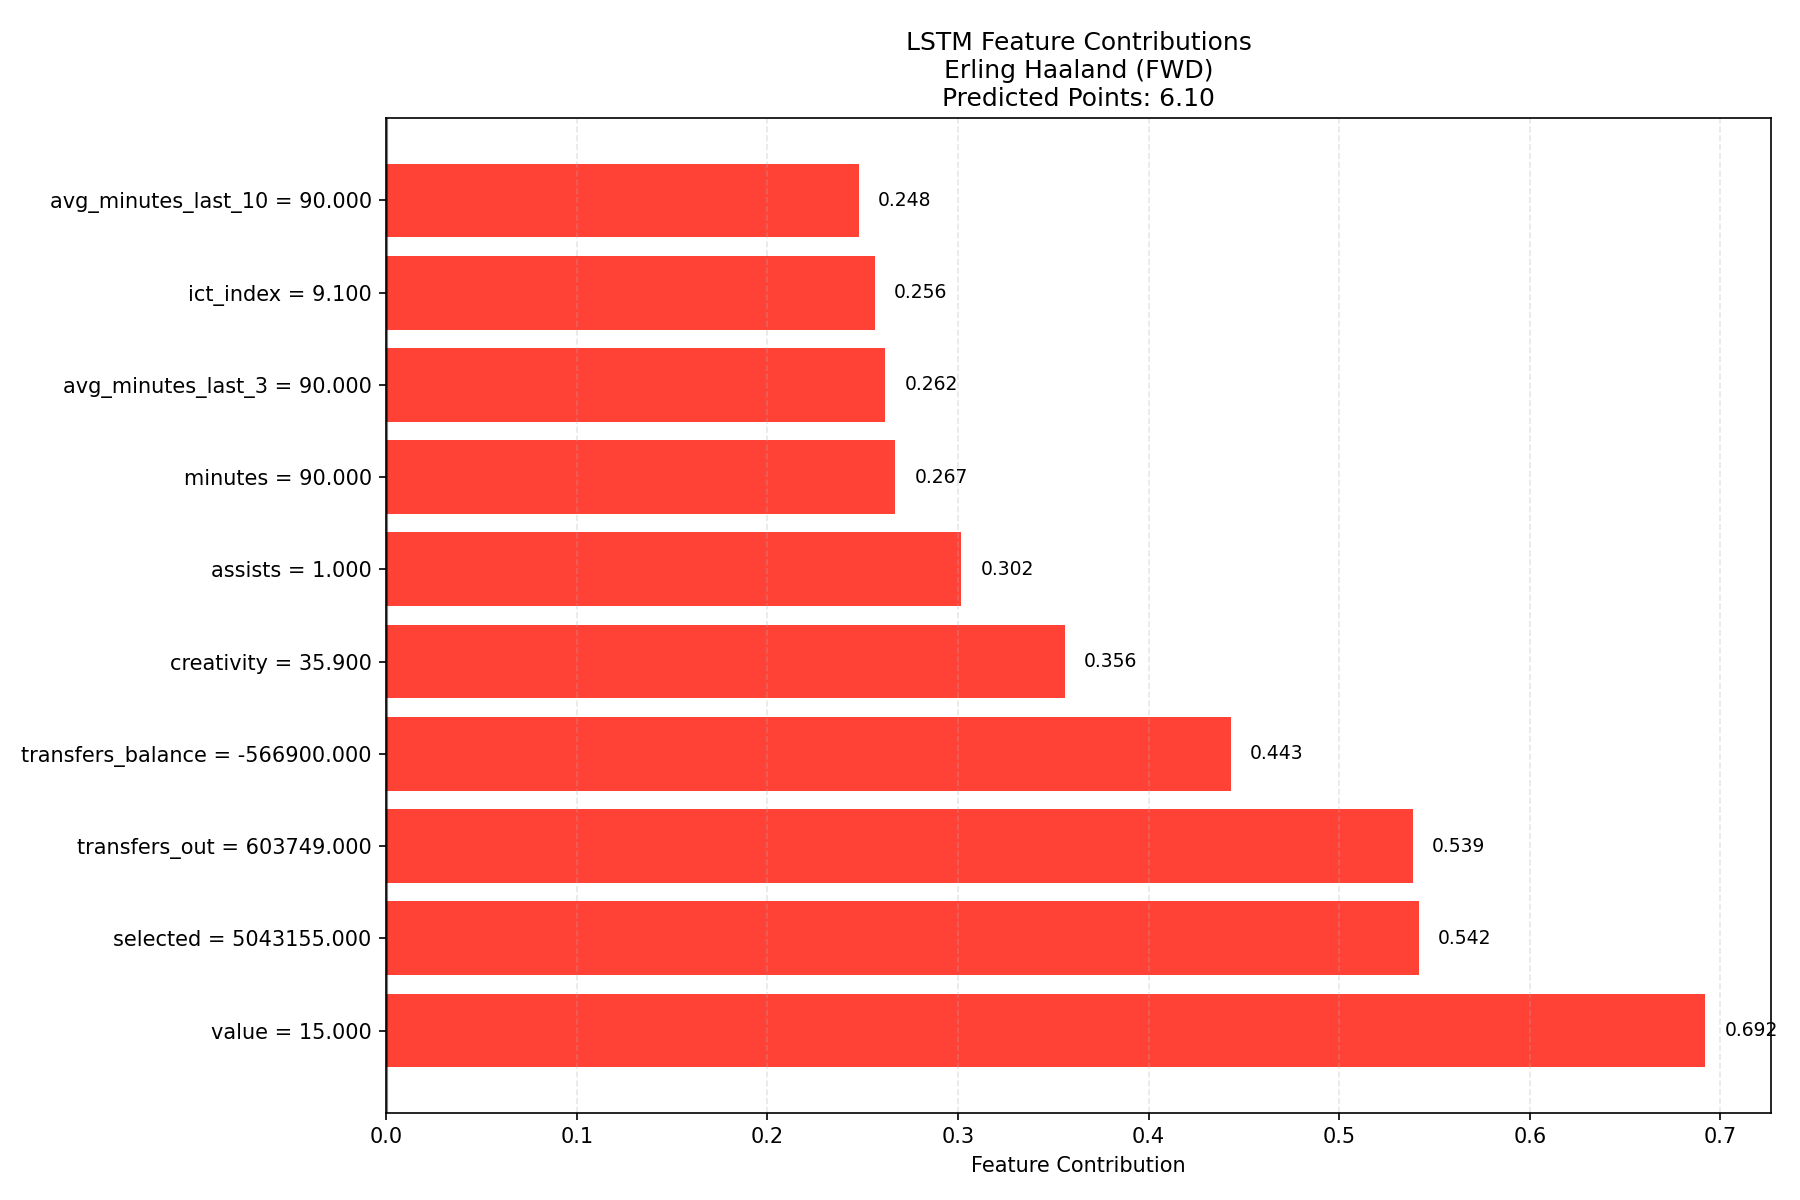 LSTM Feature Contributions
Erling Haaland (FWD)
Predicted Points: 6.10
avg_minutes_last_10 = 90.000
0.248
ict_index = 9.100
0.256
avg_minutes_last_3 = 90.000
0.262
minutes = 90.000
0.267
assists = 1.000
0.302
creativity = 35.900
0.356
transfers_balance = -566900.000
0.443
transfers_out = 603749.000
0.539
selected = 5043155.000
0.542
value = 15.000
0.692
0.0 0.1 0.2 0.3 0.4 0.5 0.6 0.7
Feature Contribution